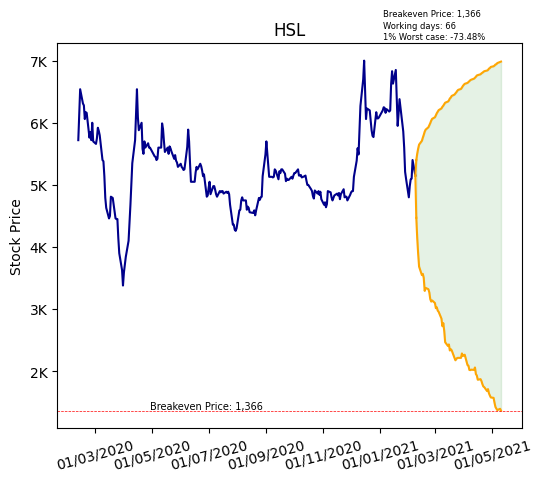 Breakeven Price: 1,366
Working days: 66
1% Worst case: -73.48%
HSL
7K
6K
5K
4K
3K
2K
Stock Price
Breakeven Price: 1,366
01/03/2020
01/05/2020
01/07/2020
01/09/2020
01/11/2020
01/01/2021
01/03/2021
01/05/2021